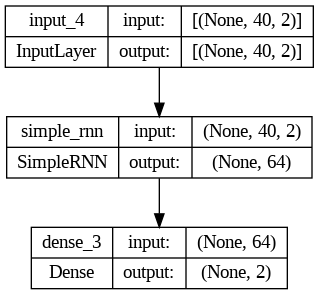 input_4 input: [(None, 40, 2)]
InputLayer output: [(None, 40, 2)]
simple_rnn input: (None, 40, 2)
SimpleRNN output: (None, 64)
dense_3 input: (None, 64)
Dense output: (None, 2)